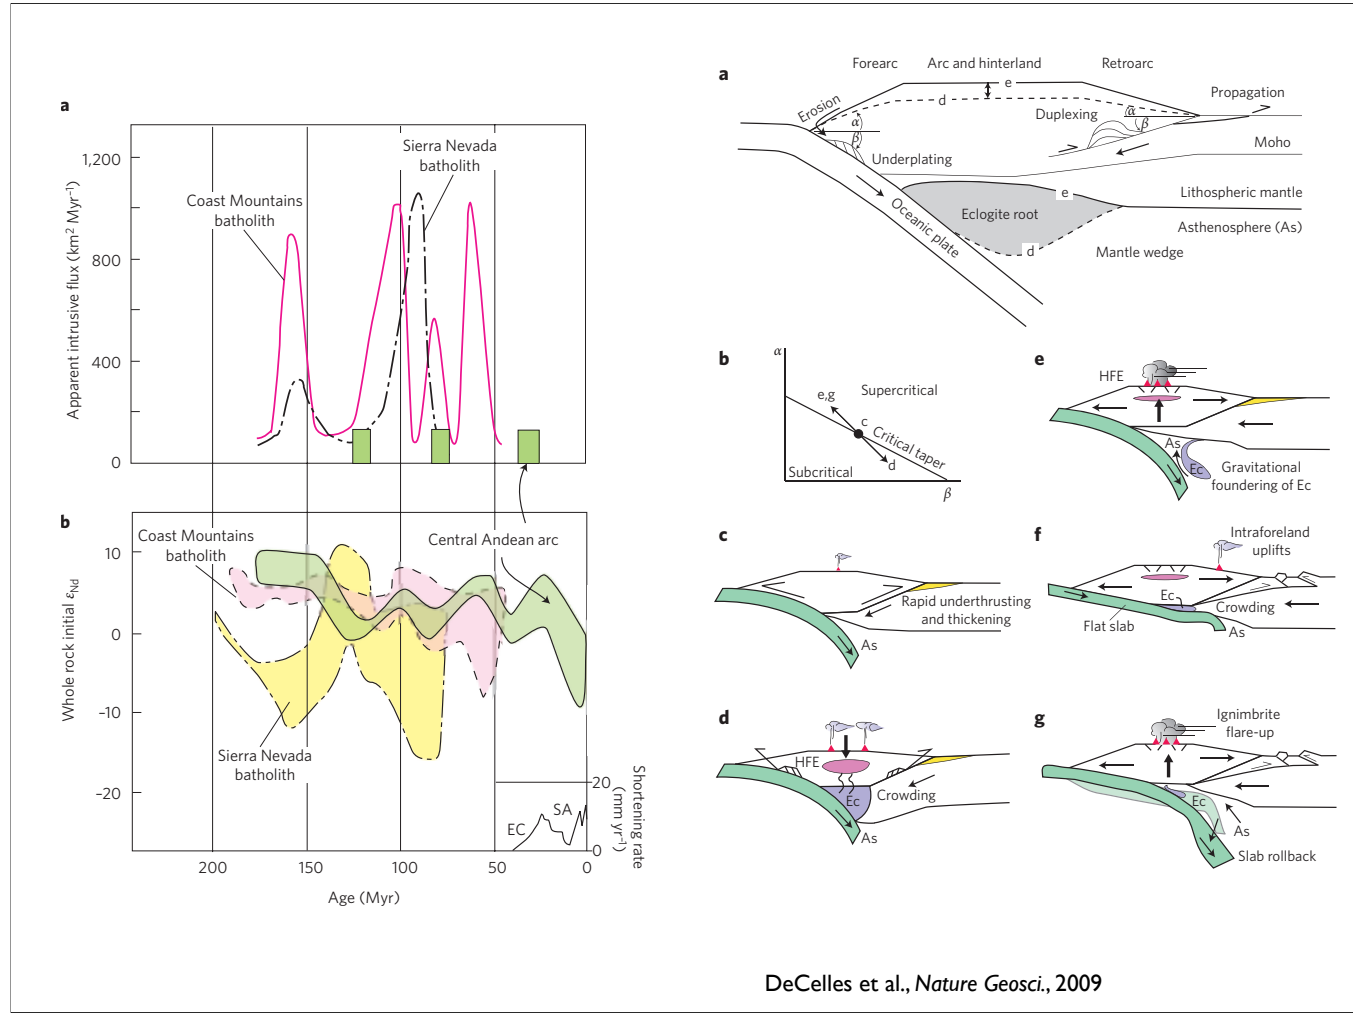 a
Apparent intrusive flux (km² Myr⁻¹)
1,200
800
400
0
Coast Mountains
batholith
Sierra Nevada
batholith
b
Whole rock initial εNd
10
0
–10
–20
Coast Mountains
batholith
Central Andean arc
Sierra Nevada
batholith
EC
SA
20
0
Shortening rate
(mm yr⁻¹)
200
150
100
50
0
Age (Myr)
a
Forearc
Arc and hinterland
Retroarc
Erosion
e
d
α
β
Duplexing
α
β
Propagation
Underplating
Moho
Oceanic plate
Eclogite root
e
d
Lithospheric mantle
Asthenosphere (As)
Mantle wedge
b
α
e,g
Supercritical
c
Critical taper
d
Subcritical
β
c
Rapid underthrusting
and thickening
As
d
HFE
Ec
Crowding
As
e
HFE
As
Ec
Gravitational
foundering of Ec
f
Intraforeland
uplifts
Ec
Crowding
Flat slab
As
g
Ignimbrite
flare-up
Ec
As
Slab rollback
DeCelles et al., Nature Geosci., 2009